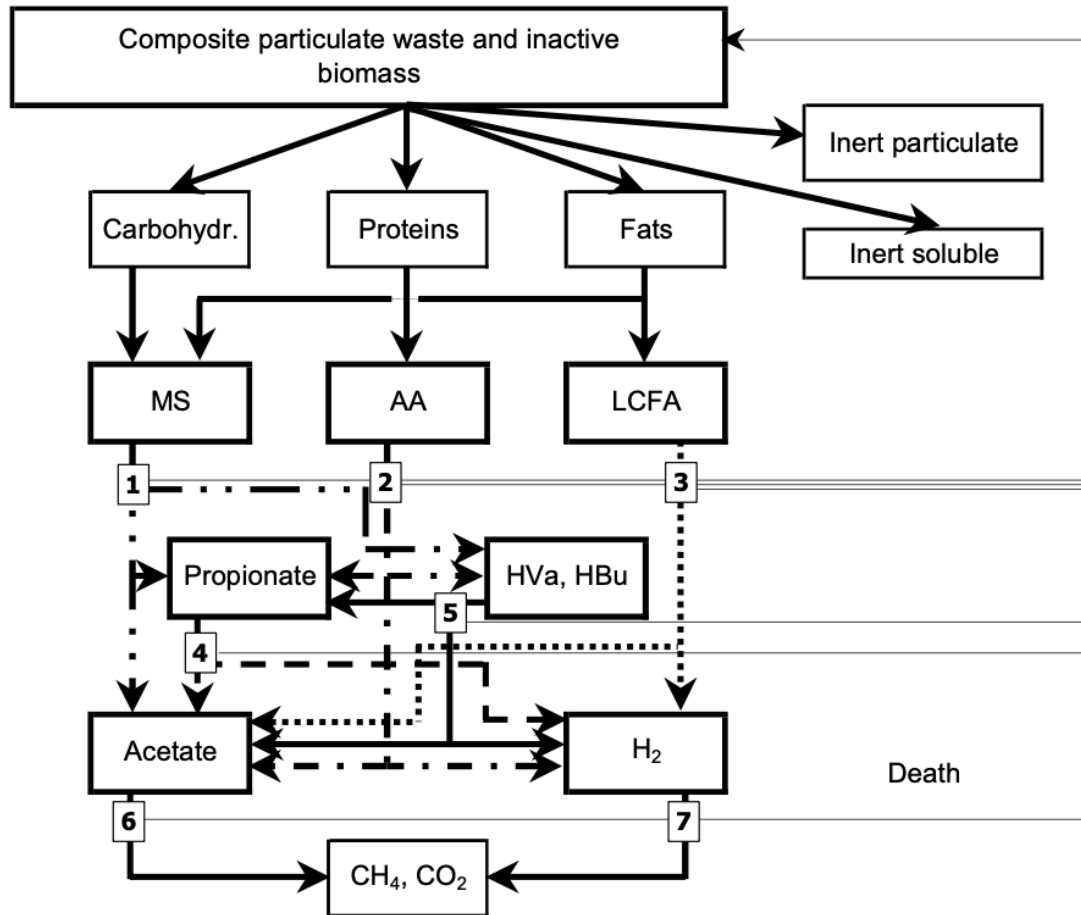 Composite particulate waste and inactive
biomass
Inert particulate
Carbohydr.
Proteins
Fats
Inert soluble
MS
AA
LCFA
1
2
3
Propionate
HVa, HBu
5
4
Acetate
H₂
Death
6
7
CH₄, CO₂